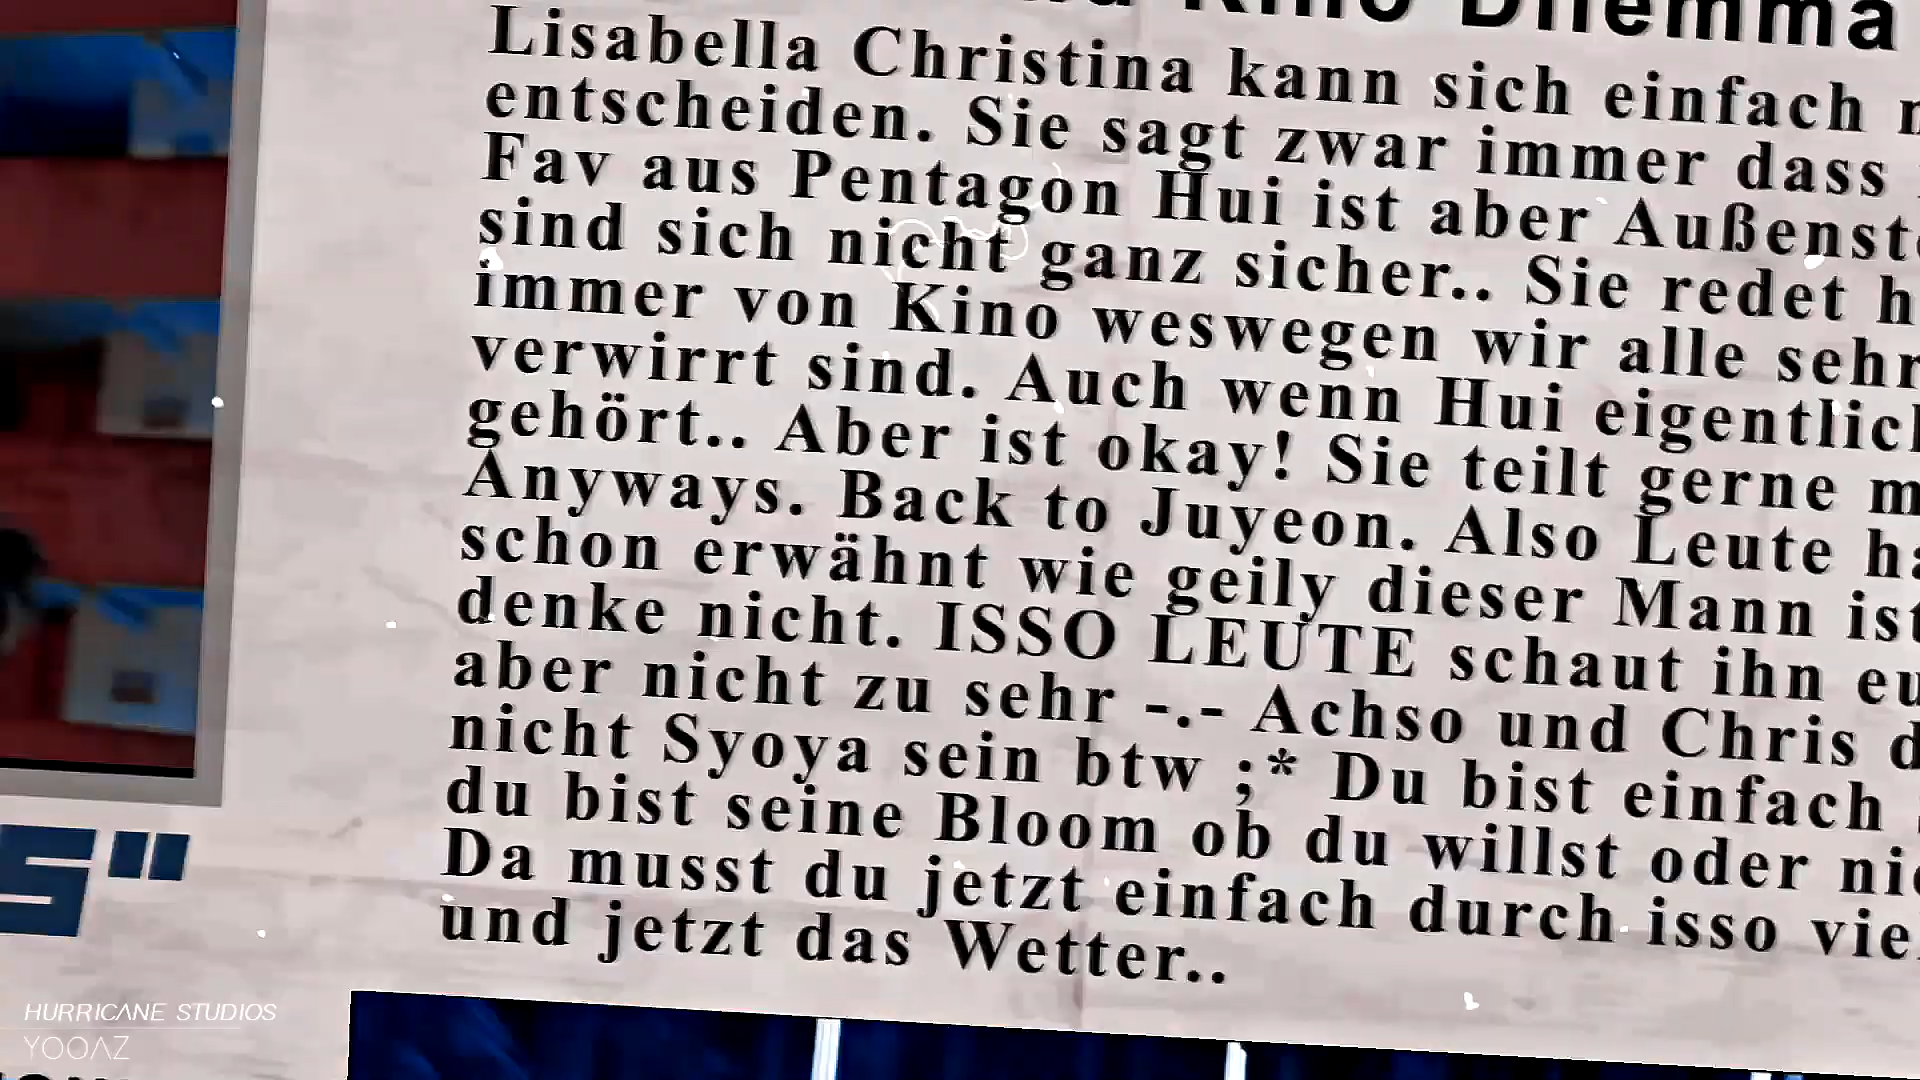 Kino Dilemma
Lisabella Christina kann sich einfach
entscheiden. Sie sagt zwar immer dass
Fav aus Pentagon Hui ist aber
sind sich nicht ganz sicher.. Sie redet
immer von Kino weswegen wir alle sehr
verwirrt sind. Auch wenn Hui eigentlich
gehört.. Aber ist okay! Sie teilt gerne
Anyways. Back to Juyeon. Also Leute
schon erwähnt wie geily dieser Mann ist
denke nicht. ISSO LEUTE schaut ihn
aber nicht zu sehr -.- Achso und Chris
nicht Syoya sein btw ;* Du bist einfach
du bist seine Bloom ob du willst oder
Da musst du jetzt einfach durch isso
und jetzt das Wetter..
S"
HURRICANE STUDIOS
YOOAZ